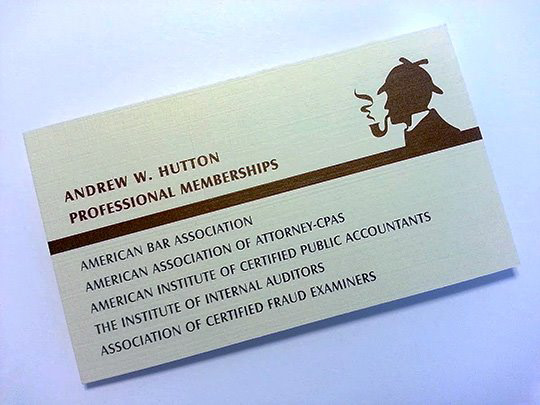 ANDREW W. HUTTON
PROFESSIONAL MEMBERSHIPS
AMERICAN BAR ASSOCIATION
AMERICAN ASSOCIATION OF ATTORNEY-CPAS
AMERICAN INSTITUTE OF CERTIFIED PUBLIC ACCOUNTANTS
THE INSTITUTE OF INTERNAL AUDITORS
ASSOCIATION OF CERTIFIED FRAUD EXAMINERS